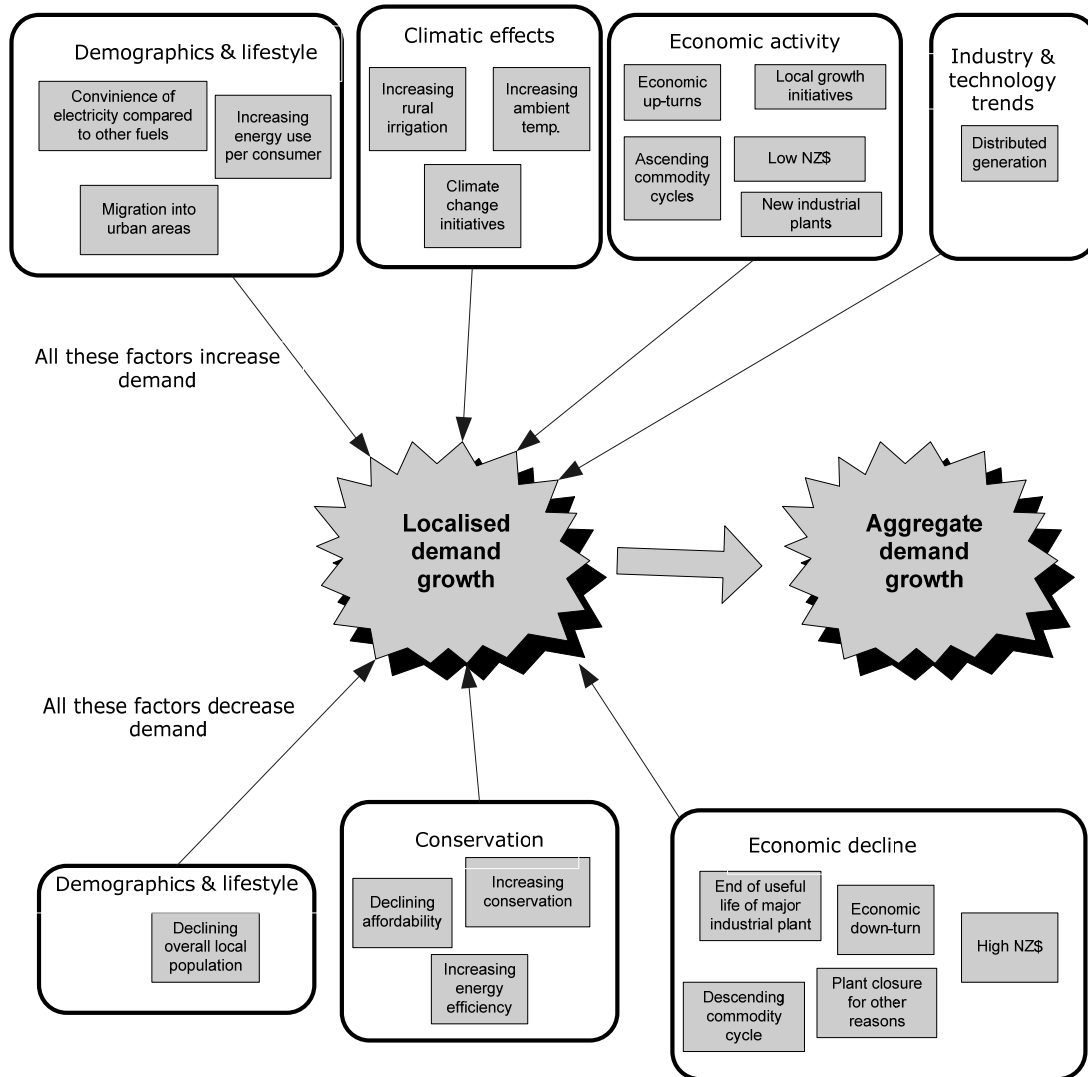 Demographics & lifestyle
Convinience of
electricity compared
to other fuels
Increasing
energy use
per consumer
Migration into
urban areas
Climatic effects
Increasing
rural
irrigation
Increasing
ambient
temp.
Climate
change
initiatives
Economic activity
Economic
up-turns
Local growth
initiatives
Ascending
commodity
cycles
Low NZ$
New industrial
plants
Industry &
technology
trends
Distributed
generation
All these factors increase
demand
Localised
demand
growth
Aggregate
demand
growth
All these factors decrease
demand
Demographics & lifestyle
Declining
overall local
population
Conservation
Declining
affordability
Increasing
conservation
Increasing
energy
efficiency
Economic decline
End of useful
life of major
industrial plant
Economic
down-turn
High NZ$
Descending
commodity
cycle
Plant closure
for other
reasons